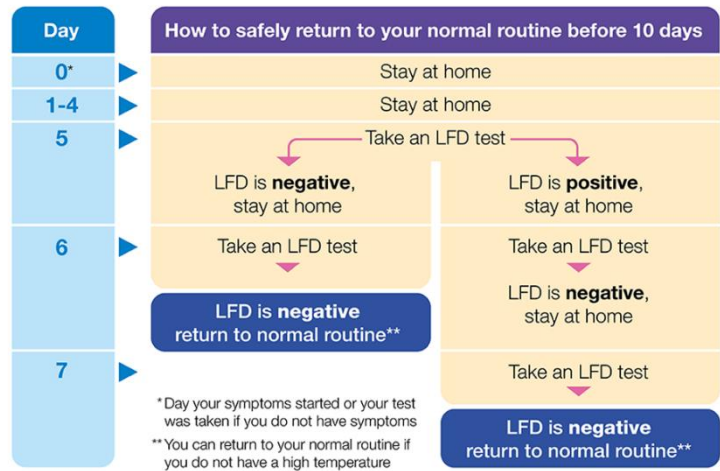 Day
How to safely return to your normal routine before 10 days
0*
Stay at home
1-4
Stay at home
5
Take an LFD test
LFD is negative,
stay at home
LFD is positive,
stay at home
6
Take an LFD test
LFD is negative
return to normal routine**
Take an LFD test
LFD is negative,
stay at home
7
Take an LFD test
LFD is negative
return to normal routine**
* Day your symptoms started or your test
was taken if you do not have symptoms
** You can return to your normal routine if
you do not have a high temperature